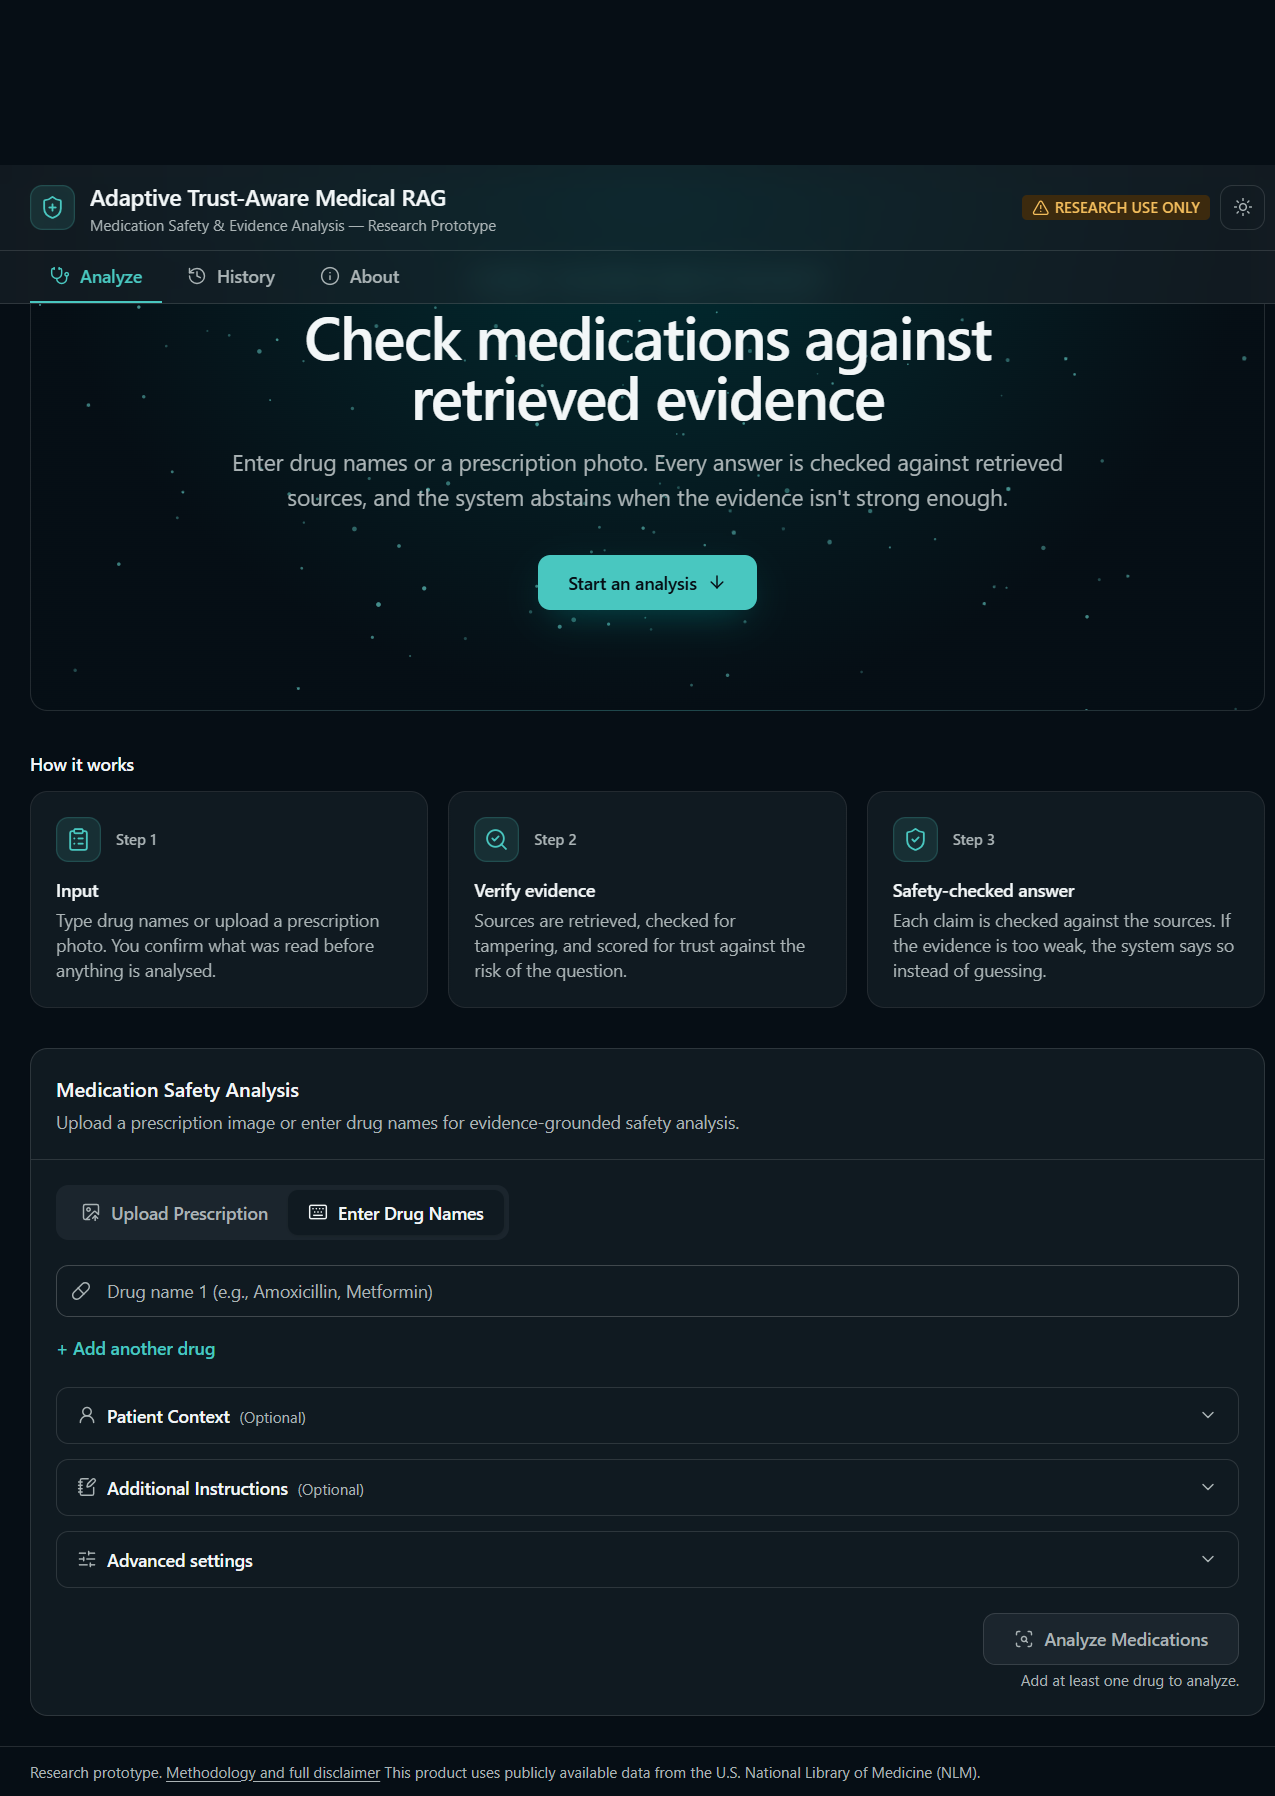 Adaptive Trust-Aware Medical RAG
Medication Safety & Evidence Analysis — Research Prototype
RESEARCH USE ONLY
Analyze
History
About
Check medications against
retrieved evidence
Enter drug names or a prescription photo. Every answer is checked against retrieved
sources, and the system abstains when the evidence isn't strong enough.
Start an analysis
How it works
Step 1
Input
Type drug names or upload a prescription
photo. You confirm what was read before
anything is analysed.
Step 2
Verify evidence
Sources are retrieved, checked for
tampering, and scored for trust against the
risk of the question.
Step 3
Safety-checked answer
Each claim is checked against the sources. If
the evidence is too weak, the system says so
instead of guessing.
Medication Safety Analysis
Upload a prescription image or enter drug names for evidence-grounded safety analysis.
Upload Prescription
Enter Drug Names
Drug name 1 (e.g., Amoxicillin, Metformin)
+ Add another drug
Patient Context (Optional)
Additional Instructions (Optional)
Advanced settings
Analyze Medications
Add at least one drug to analyze.
Research prototype. Methodology and full disclaimer This product uses publicly available data from the U.S. National Library of Medicine (NLM).